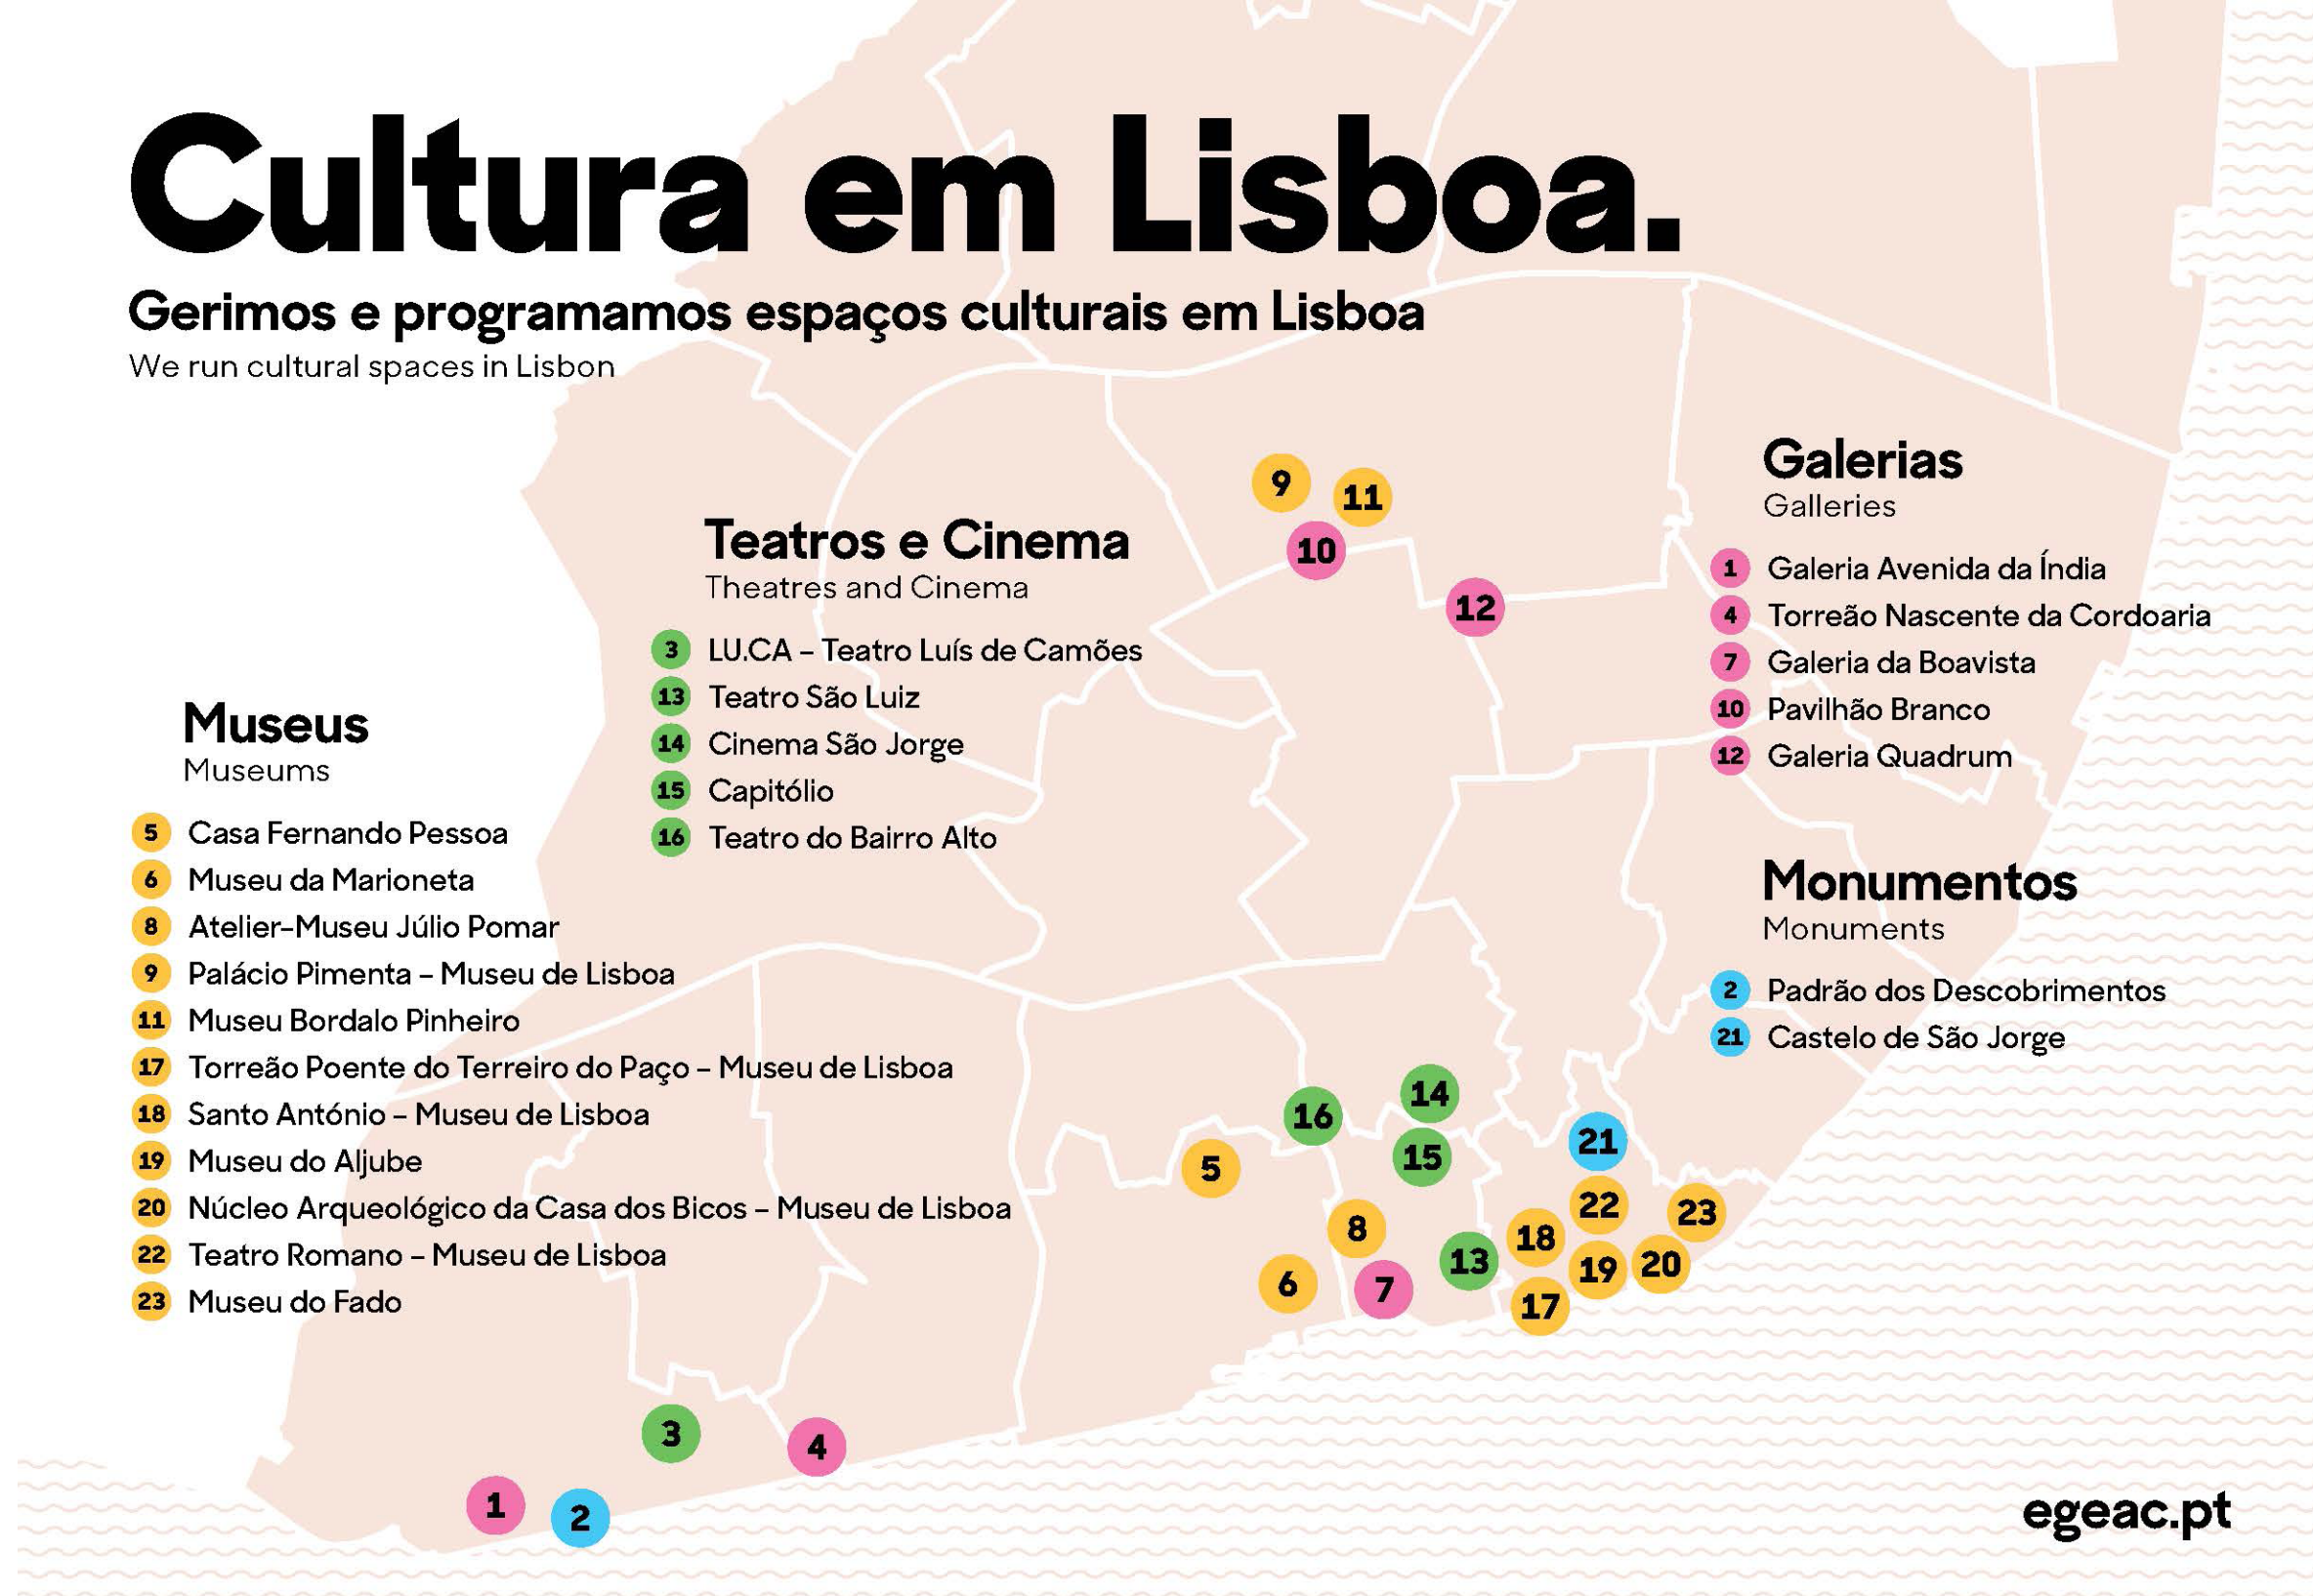 Cultura em Lisboa.
Gerimos e programamos espaços culturais em Lisboa
We run cultural spaces in Lisbon
Museus
Museums
5 Casa Fernando Pessoa
6 Museu da Marioneta
8 Atelier-Museu Júlio Pomar
9 Palácio Pimenta – Museu de Lisboa
11 Museu Bordalo Pinheiro
17 Torreão Poente do Terreiro do Paço – Museu de Lisboa
18 Santo António – Museu de Lisboa
19 Museu do Aljube
20 Núcleo Arqueológico da Casa dos Bicos – Museu de Lisboa
22 Teatro Romano – Museu de Lisboa
23 Museu do Fado
Teatros e Cinema
Theatres and Cinema
3 LU.CA – Teatro Luís de Camões
13 Teatro São Luiz
14 Cinema São Jorge
15 Capitólio
16 Teatro do Bairro Alto
Galerias
Galleries
1 Galeria Avenida da Índia
4 Torreão Nascente da Cordoaria
7 Galeria da Boavista
10 Pavilhão Branco
12 Galeria Quadrum
Monumentos
Monuments
2 Padrão dos Descobrimentos
21 Castelo de São Jorge
9
11
10
12
14
16
21
15
5
22
23
8
18
13
19
20
6
7
17
3
4
1
2
egeac.pt